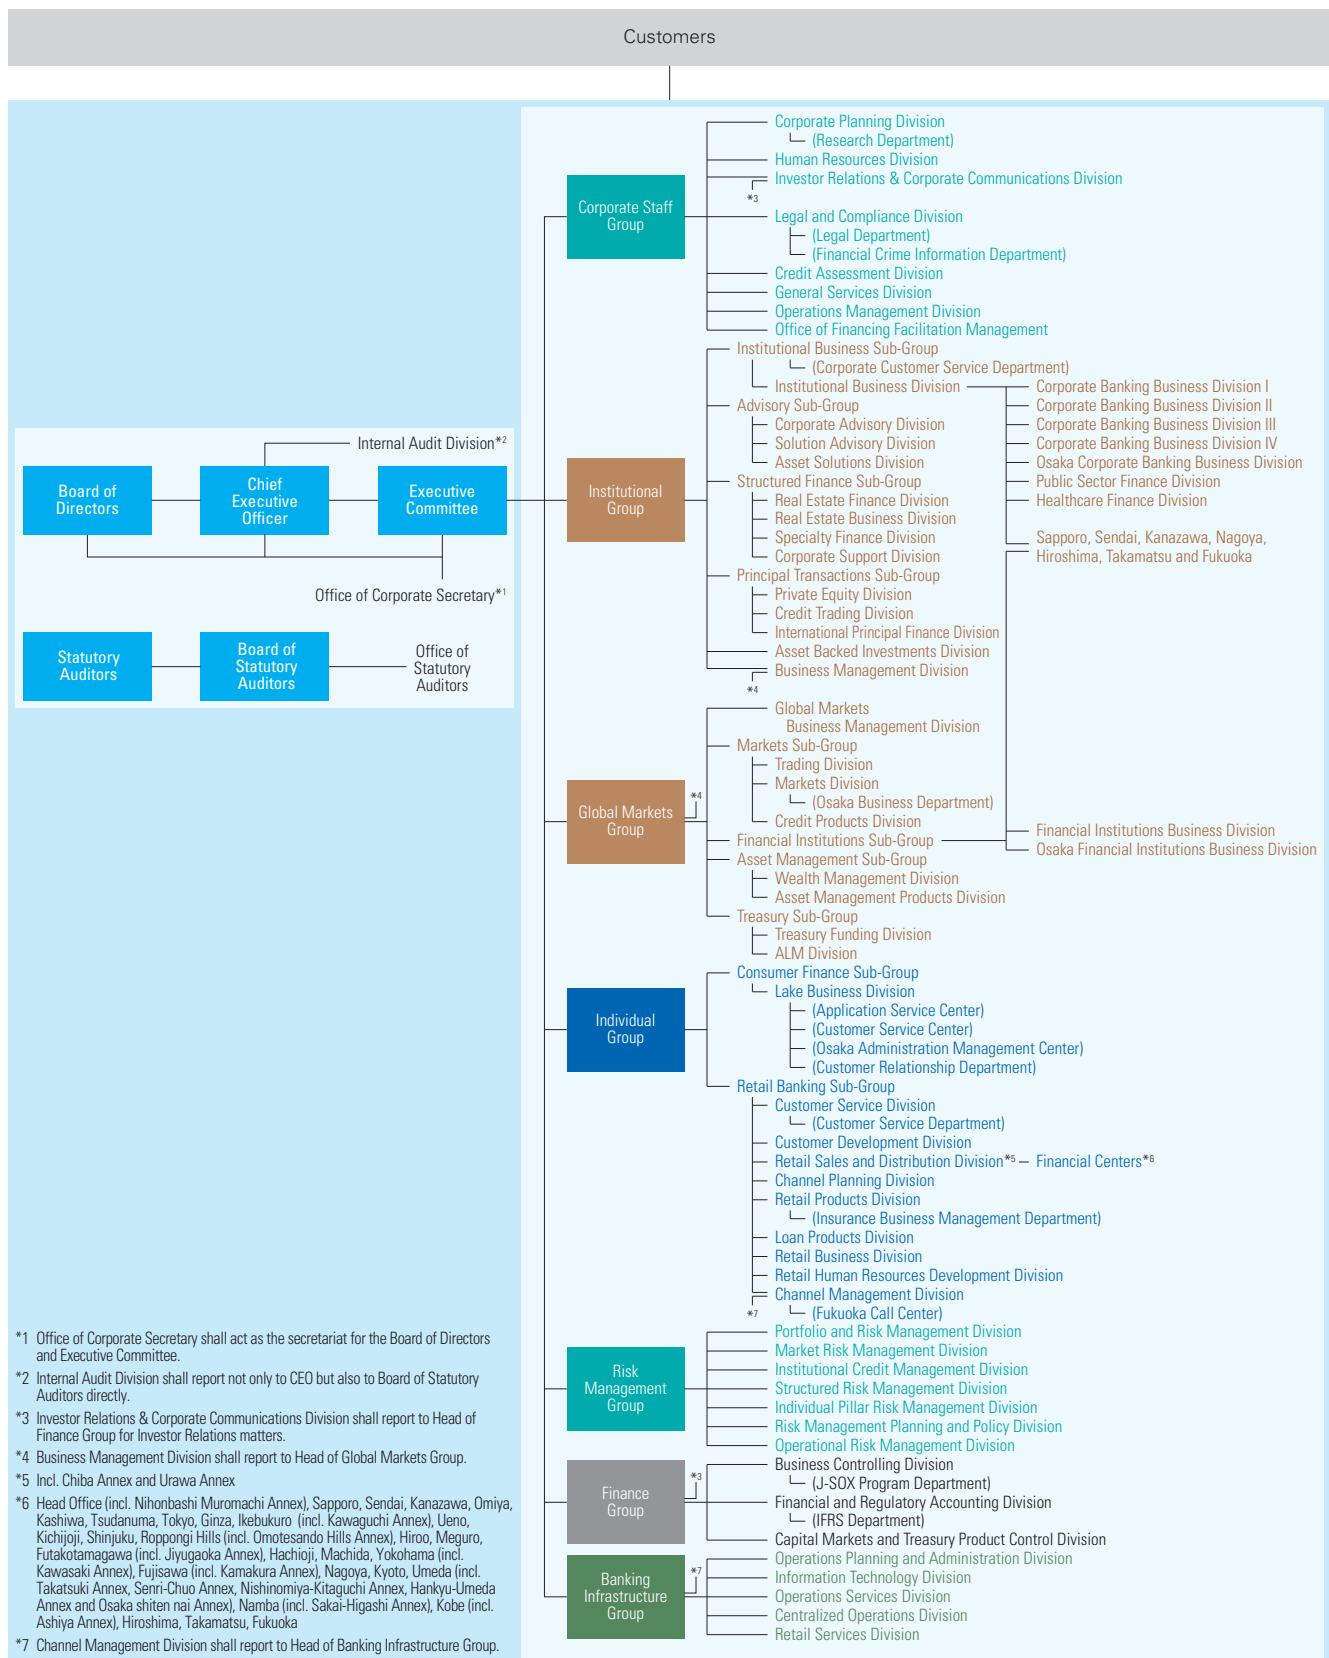 Customers
Internal Audit Division*2
Board of
Directors
Chief
Executive
Officer
Executive
Committee
Office of Corporate Secretary*1
Statutory
Auditors
Board of
Statutory
Auditors
Office of
Statutory
Auditors
Corporate Staff
Group
Corporate Planning Division
(Research Department)
Human Resources Division
Investor Relations & Corporate Communications Division
*3
Legal and Compliance Division
(Legal Department)
(Financial Crime Information Department)
Credit Assessment Division
General Services Division
Operations Management Division
Office of Financing Facilitation Management
Institutional
Group
Institutional Business Sub-Group
(Corporate Customer Service Department)
Institutional Business Division
Corporate Banking Business Division I
Corporate Banking Business Division II
Corporate Banking Business Division III
Corporate Banking Business Division IV
Osaka Corporate Banking Business Division
Public Sector Finance Division
Healthcare Finance Division
Sapporo, Sendai, Kanazawa, Nagoya,
Hiroshima, Takamatsu and Fukuoka
Advisory Sub-Group
Corporate Advisory Division
Solution Advisory Division
Asset Solutions Division
Structured Finance Sub-Group
Real Estate Finance Division
Real Estate Business Division
Specialty Finance Division
Corporate Support Division
Principal Transactions Sub-Group
Private Equity Division
Credit Trading Division
International Principal Finance Division
Asset Backed Investments Division
Business Management Division
*4
Global Markets
Group
*4
Global Markets
Business Management Division
Markets Sub-Group
Trading Division
Markets Division
(Osaka Business Department)
Credit Products Division
Financial Institutions Sub-Group
Financial Institutions Business Division
Osaka Financial Institutions Business Division
Asset Management Sub-Group
Wealth Management Division
Asset Management Products Division
Treasury Sub-Group
Treasury Funding Division
ALM Division
Individual
Group
Consumer Finance Sub-Group
Lake Business Division
(Application Service Center)
(Customer Service Center)
(Osaka Administration Management Center)
(Customer Relationship Department)
Retail Banking Sub-Group
Customer Service Division
(Customer Service Department)
Customer Development Division
Retail Sales and Distribution Division*5
Financial Centers*6
Channel Planning Division
Retail Products Division
(Insurance Business Management Department)
Loan Products Division
Retail Business Division
Retail Human Resources Development Division
Channel Management Division
*7
(Fukuoka Call Center)
Risk
Management
Group
Portfolio and Risk Management Division
Market Risk Management Division
Institutional Credit Management Division
Structured Risk Management Division
Individual Pillar Risk Management Division
Risk Management Planning and Policy Division
Operational Risk Management Division
Finance
Group
*3
Business Controlling Division
(J-SOX Program Department)
Financial and Regulatory Accounting Division
(IFRS Department)
Capital Markets and Treasury Product Control Division
Banking
Infrastructure
Group
*7
Operations Planning and Administration Division
Information Technology Division
Operations Services Division
Centralized Operations Division
Retail Services Division
*1 Office of Corporate Secretary shall act as the secretariat for the Board of Directors
and Executive Committee.
*2 Internal Audit Division shall report not only to CEO but also to Board of Statutory
Auditors directly.
*3 Investor Relations & Corporate Communications Division shall report to Head of
Finance Group for Investor Relations matters.
*4 Business Management Division shall report to Head of Global Markets Group.
*5 Incl. Chiba Annex and Urawa Annex
*6 Head Office (incl. Nihonbashi Muromachi Annex), Sapporo, Sendai, Kanazawa, Omiya,
Kashiwa, Tsudanuma, Tokyo, Ginza, Ikebukuro (incl. Kawaguchi Annex), Ueno,
Kichijoji, Shinjuku, Roppongi Hills (incl. Omotesando Hills Annex), Hiroo, Meguro,
Futakotamagawa (incl. Jiyugaoka Annex), Hachioji, Machida, Yokohama (incl.
Kawasaki Annex), Fujisawa (incl. Kamakura Annex), Nagoya, Kyoto, Umeda (incl.
Takatsuki Annex, Senri-Chuo Annex, Nishinomiya-Kitaguchi Annex, Hankyu-Umeda
Annex and Osaka shiten nai Annex), Namba (incl. Sakai-Higashi Annex), Kobe (incl.
Ashiya Annex), Hiroshima, Takamatsu, Fukuoka
*7 Channel Management Division shall report to Head of Banking Infrastructure Group.